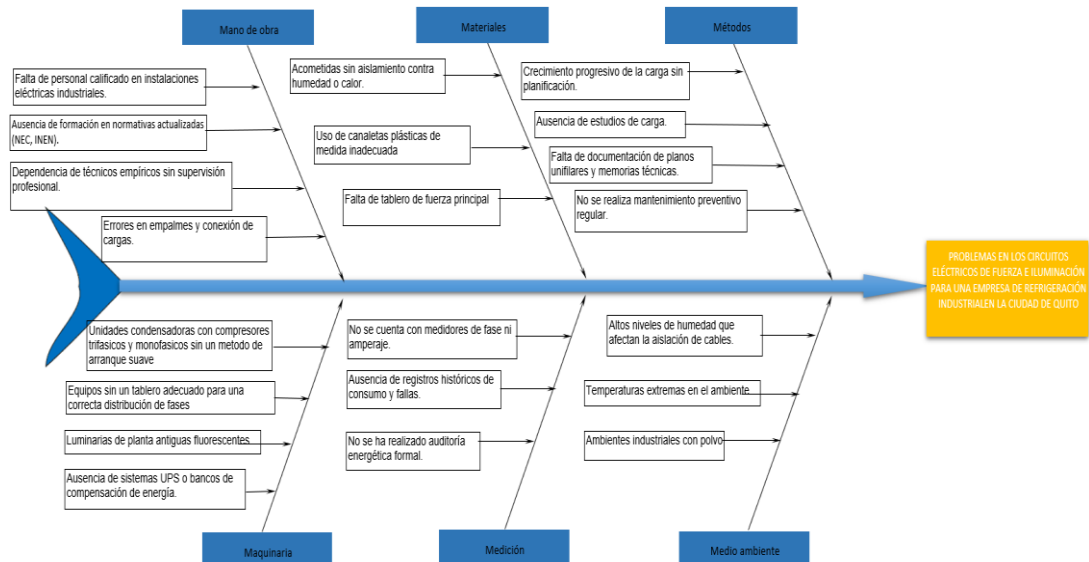 Mano de obra
Materiales
Métodos
Falta de personal calificado en instalaciones
eléctricas industriales.
Ausencia de formación en normativas actualizadas
(NEC, INEN).
Dependencia de técnicos empíricos sin supervisión
profesional.
Errores en empalmes y conexión de
cargas.
Acometidas sin aislamiento contra
humedad o calor.
Uso de canaletas plásticas de
medida inadecuada
Falta de tablero de fuerza principal
Crecimiento progresivo de la carga sin
planificación.
Ausencia de estudios de carga.
Falta de documentación de planos
unifilares y memorias técnicas.
No se realiza mantenimiento preventivo
regular.
PROBLEMAS EN LOS CIRCUITOS
ELÉCTRICOS DE FUERZA E ILUMINACIÓN
PARA UNA EMPRESA DE REFRIGERACIÓN
INDUSTRIALEN LA CIUDAD DE QUITO
Unidades condensadoras con compresores
trifasicos y monofasicos sin un metodo de
arranque suave
Equipos sin un tablero adecuado para una
correcta distribución de fases
Luminarias de planta antiguas fluorescentes.
Ausencia de sistemas UPS o bancos de
compensación de energía.
No se cuenta con medidores de fase ni
amperaje.
Ausencia de registros históricos de
consumo y fallas.
No se ha realizado auditoría
energética formal.
Altos niveles de humedad que
afectan la aislación de cables.
Temperaturas extremas en el ambiente
Ambientes industriales con polvo
Maquinaria
Medición
Medio ambiente